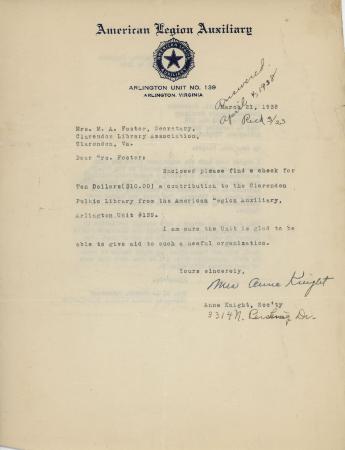 American Legion Auxiliary
AMERICAN LEGION
AUXILIARY
ARLINGTON UNIT NO. 139
ARLINGTON, VIRGINIA
March 21, 1938
Answered
April 4, 1938
Rec'd 3/23
Mrs. M. A. Foster, Secretary,
Clarendon Library Association,
Clarendon, Va.
Dear Mrs. Foster:
Enclosed please find a check for
Ten Dollars($10.00) a contribution to the Clarendon
Public Library from the American Legion Auxiliary,
Arlington Unit #139.
I am sure the Unit is glad to be
able to give aid to such a useful organization.
Yours sincerely,
Mrs Anne Knight
Anne Knight, Sec'ty
3314 N. Pershing Dr.